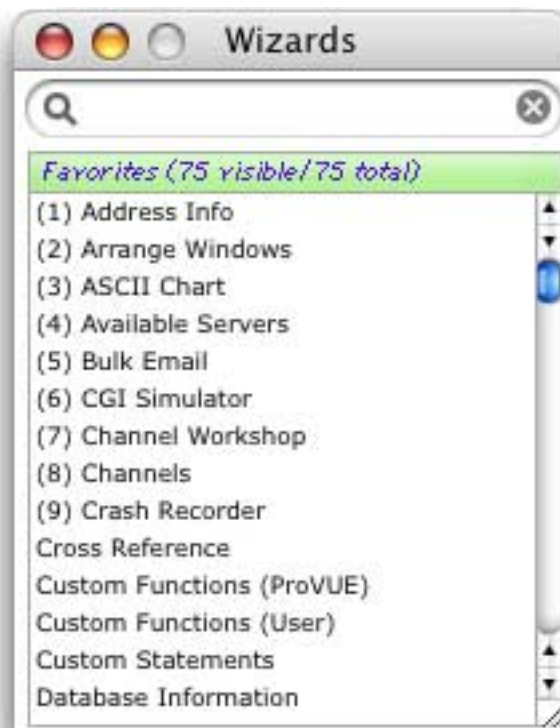 Wizards
Favorites (75 visible/75 total)
(1) Address Info
(2) Arrange Windows
(3) ASCII Chart
(4) Available Servers
(5) Bulk Email
(6) CGI Simulator
(7) Channel Workshop
(8) Channels
(9) Crash Recorder
Cross Reference
Custom Functions (ProVUE)
Custom Functions (User)
Custom Statements
Database Information